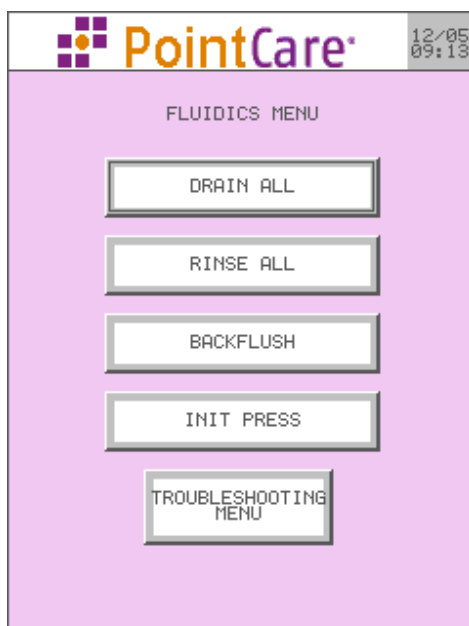 PointCare
12/05
09:13
FLUIDICS MENU
DRAIN ALL
RINSE ALL
BACKFLUSH
INIT PRESS
TROUBLESHOOTING
MENU